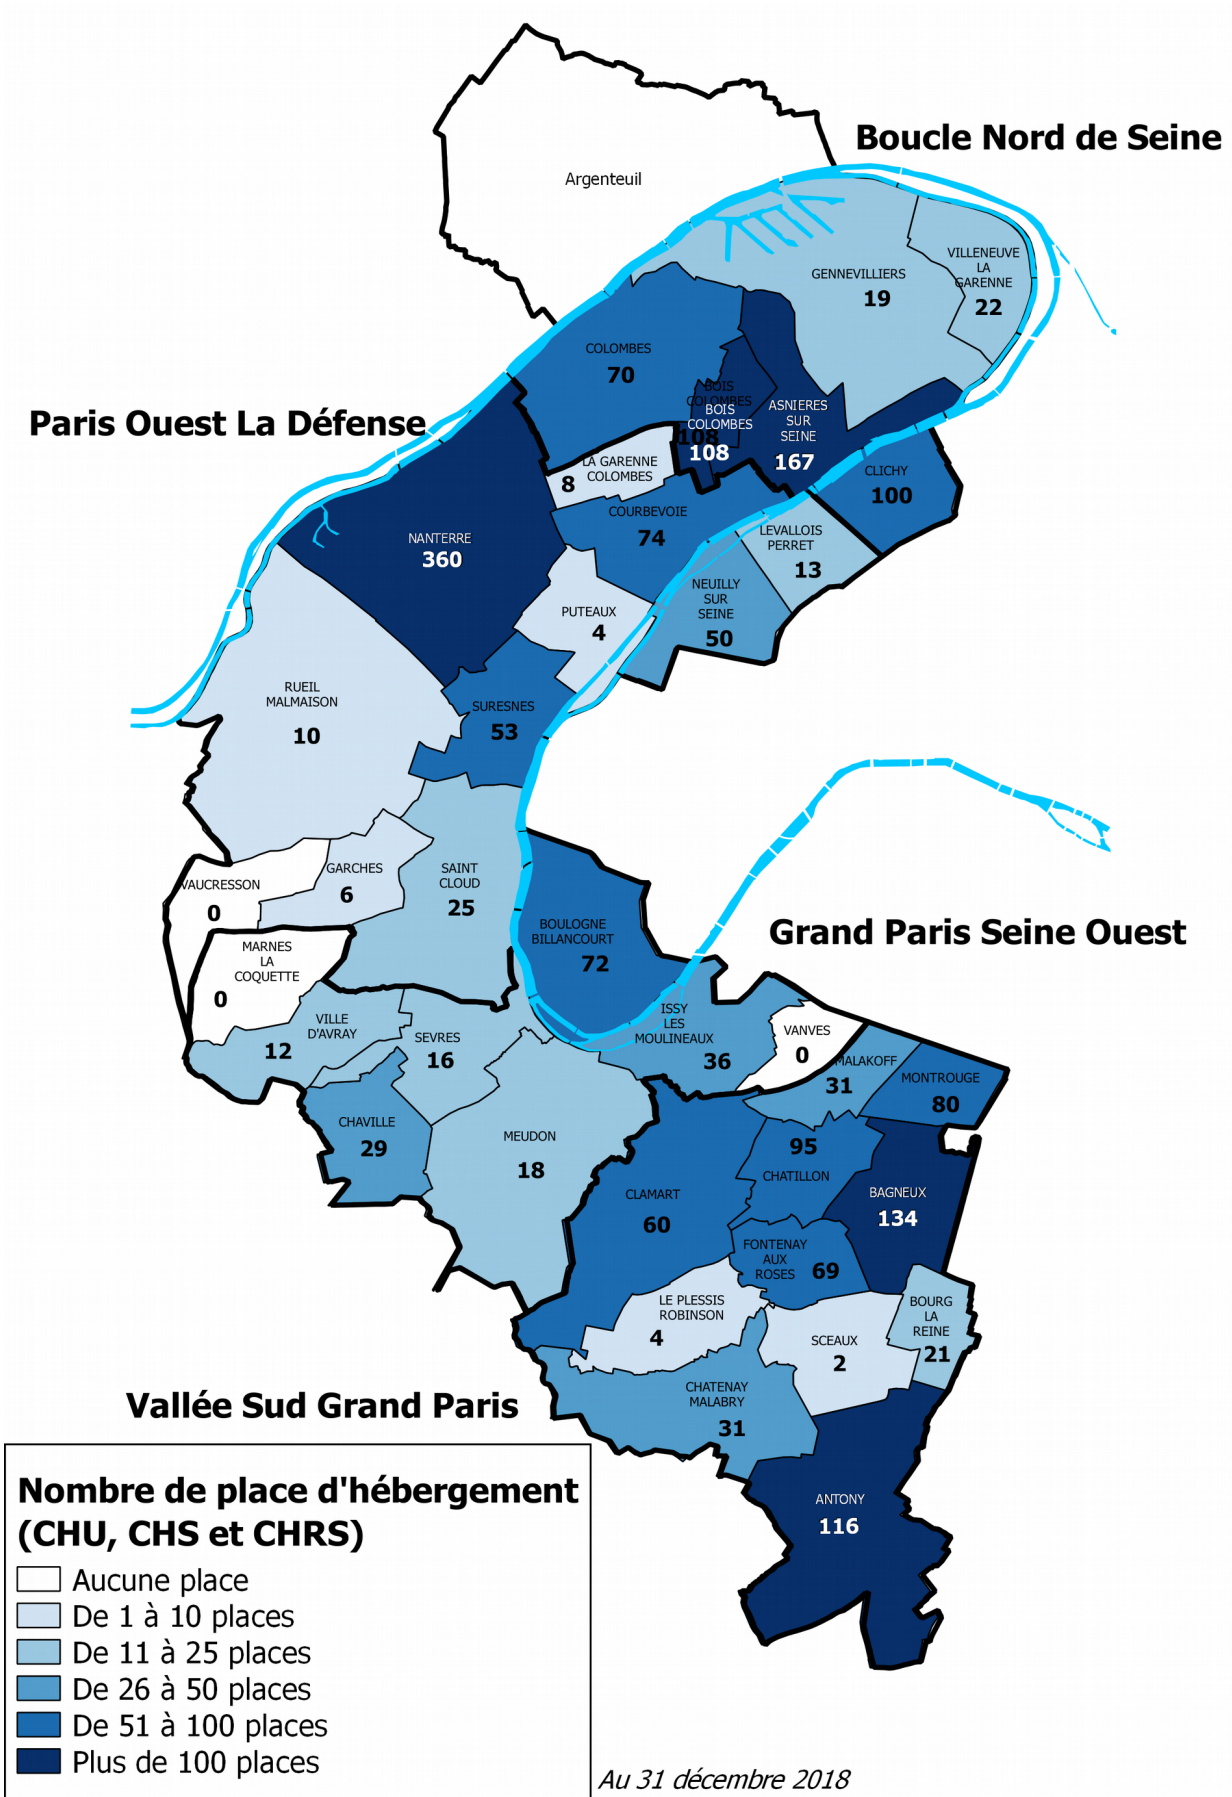 Boucle Nord de Seine
Argenteuil
VILLENEUVE
LA
GARENNE
22
GENNEVILLIERS
19
COLOMBES
70
BOIS
COLOMBES
108
BOIS
COLOMBES
108
ASNIERES
SUR
SEINE
167
Paris Ouest La Défense
LA GARENNE
COLOMBES
8
CLICHY
100
COURBEVOIE
74
LEVALLOIS
PERRET
13
NANTERRE
360
NEUILLY
SUR
SEINE
50
PUTEAUX
4
RUEIL
MALMAISON
10
SURESNES
53
VAUCRESSON
0
GARCHES
6
SAINT
CLOUD
25
BOULOGNE
BILLANCOURT
72
Grand Paris Seine Ouest
MARNES
LA
COQUETTE
0
VILLE
D'AVRAY
12
SEVRES
16
ISSY
LES
MOULINEAUX
36
VANVES
0
MALAKOFF
31
MONTROUGE
80
CHAVILLE
29
MEUDON
18
95
CHATILLON
CLAMART
60
BAGNEUX
134
FONTENAY
AUX
ROSES
69
LE PLESSIS
ROBINSON
4
SCEAUX
2
BOURG
LA
REINE
21
Vallée Sud Grand Paris
CHATENAY
MALABRY
31
ANTONY
116
Nombre de place d'hébergement
(CHU, CHS et CHRS)
Aucune place
De 1 à 10 places
De 11 à 25 places
De 26 à 50 places
De 51 à 100 places
Plus de 100 places
Au 31 décembre 2018